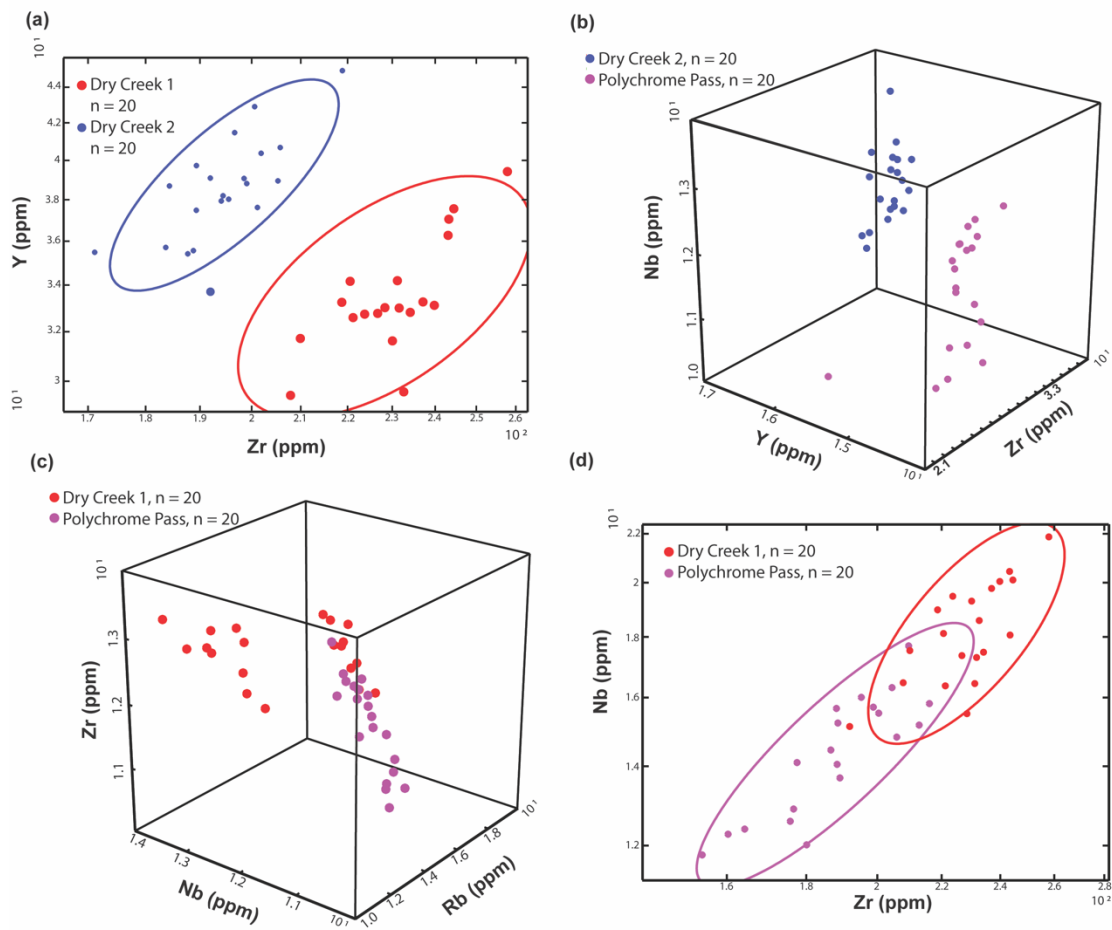 (a)
10¹
Dry Creek 1
n = 20
Dry Creek 2
n = 20
4.4
4.2
4
3.8
3.6
3.4
3.2
3
10¹
Y (ppm)
1.7
1.8
1.9
2
2.1
2.2
2.3
2.4
2.5
2.6
Zr (ppm)
10²
(b)
Dry Creek 2, n = 20
Polychrome Pass, n = 20
10¹
1.3
1.2
1.1
1.0
Nb (ppm)
1.7
1.6
1.5
10¹
Y (ppm)
2.1
3.3
10¹
Zr (ppm)
(c)
Dry Creek 1, n = 20
Polychrome Pass, n = 20
10¹
1.3
1.2
1.1
Zr (ppm)
1.4
1.3
1.2
1.1
10¹
Nb (ppm)
1.0
1.2
1.4
1.6
1.8
10¹
Rb (ppm)
(d)
10¹
Dry Creek 1, n = 20
Polychrome Pass, n = 20
2.2
2
1.8
1.6
1.4
1.2
10¹
Nb (ppm)
1.6
2
2.2
2.4
2.6
2.8
Zr (ppm)
10²